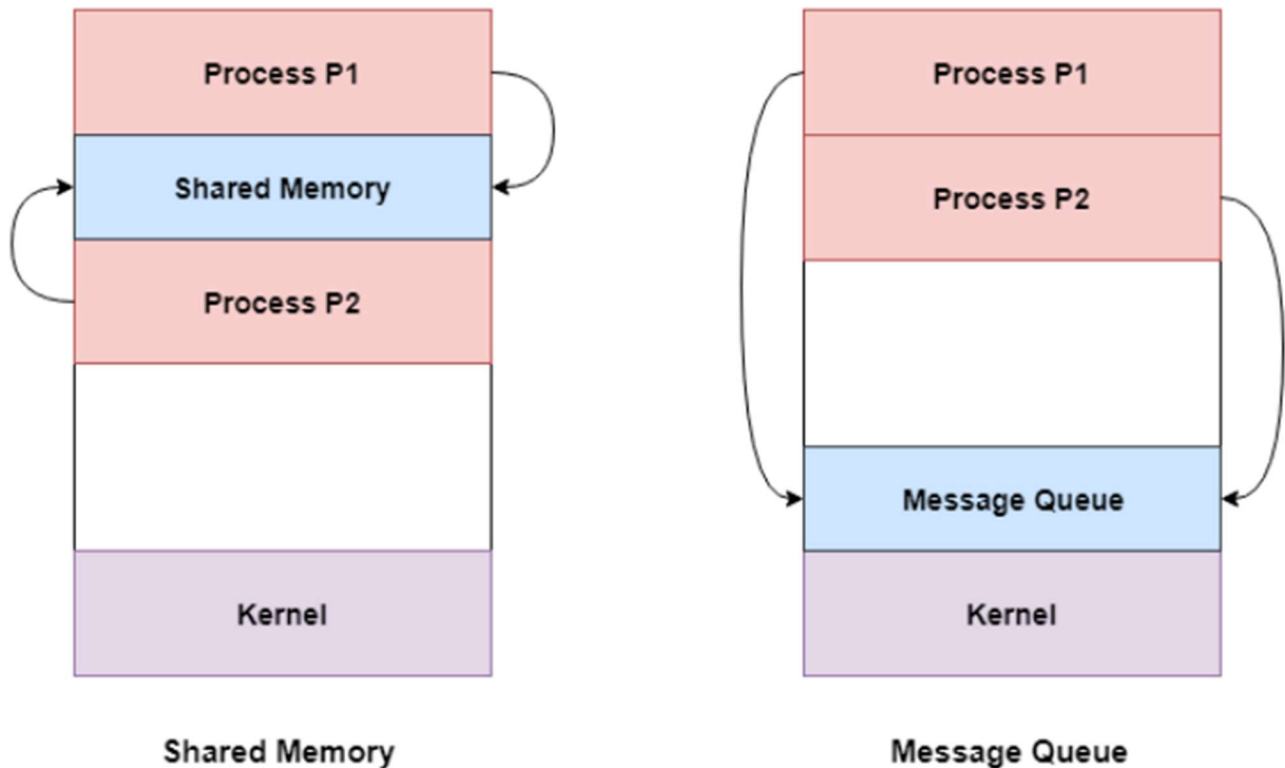 Process P1
Shared Memory
Process P2
Kernel
Shared Memory
Process P1
Process P2
Message Queue
Kernel
Message Queue